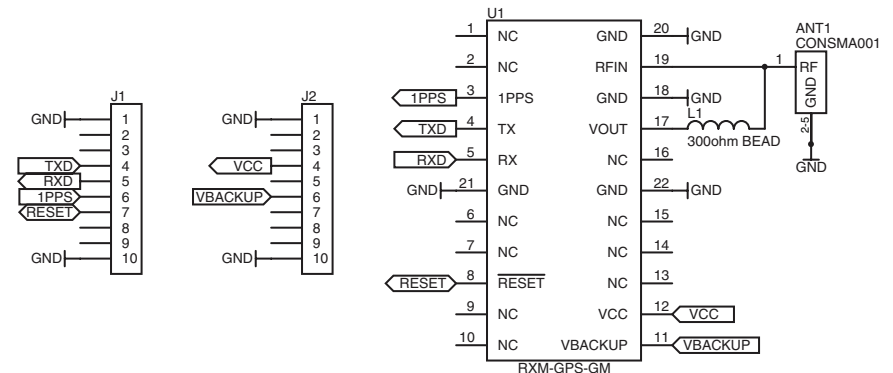 J1
GND 1
2
3
TXD 4
RXD 5
1PPS 6
RESET 7
8
9
GND 10
J2
GND 1
2
3
VCC 4
5
VBACKUP 6
7
8
9
GND 10
U1
1 NC GND 20 GND
2 NC RFIN 19
1PPS 3 1PPS GND 18 GND
TXD 4 TX VOUT 17
RXD 5 RX NC 16
GND 21 GND GND 22 GND
6 NC NC 15
7 NC NC 14
RESET 8 RESET NC 13
9 NC VCC 12 VCC
10 NC VBACKUP 11 VBACKUP
RXM-GPS-GM
L1
300ohm BEAD
ANT1
CONSMA001
1 RF
GND
2-5
GND